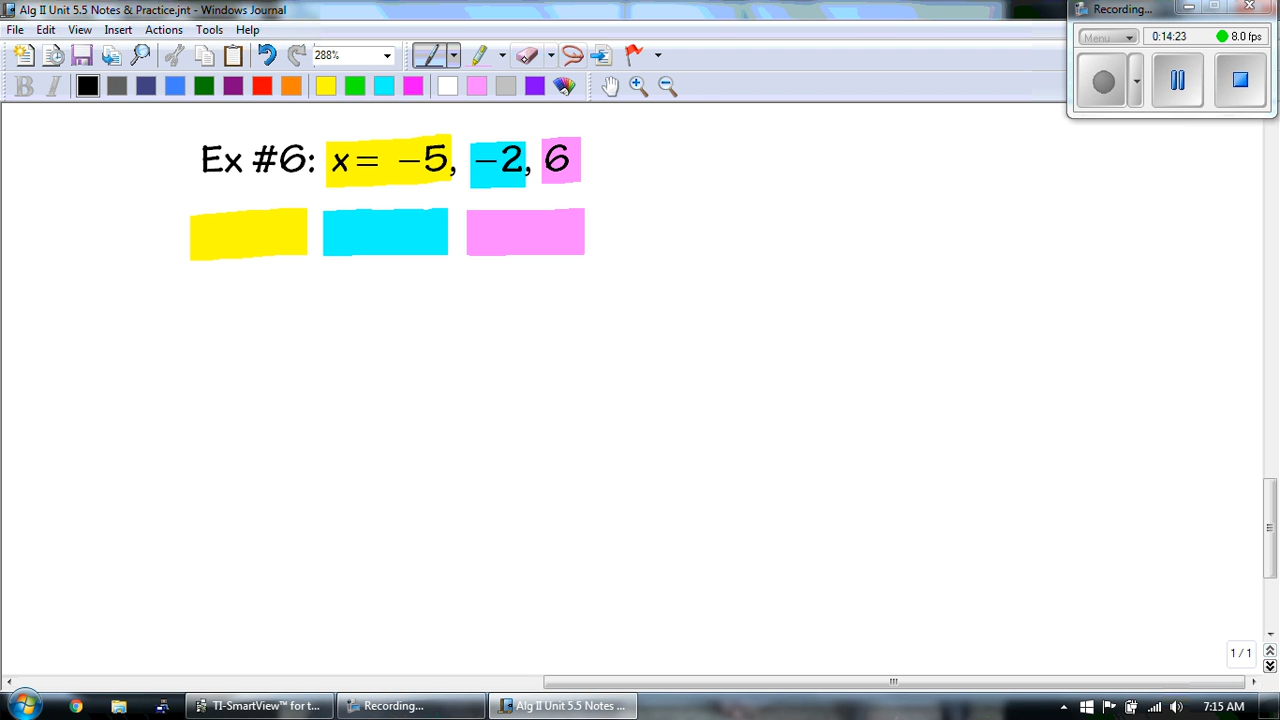 Alg II Unit 5.5 Notes & Practice.jnt - Windows Journal
Recording...
File Edit View Insert Actions Tools Help
Menu 0:14:23 8.0 fps
288%
B I
Ex #6: x = −5, −2, 6
1 / 1
TI-SmartView™ for t... Recording... Alg II Unit 5.5 Notes ... 7:15 AM